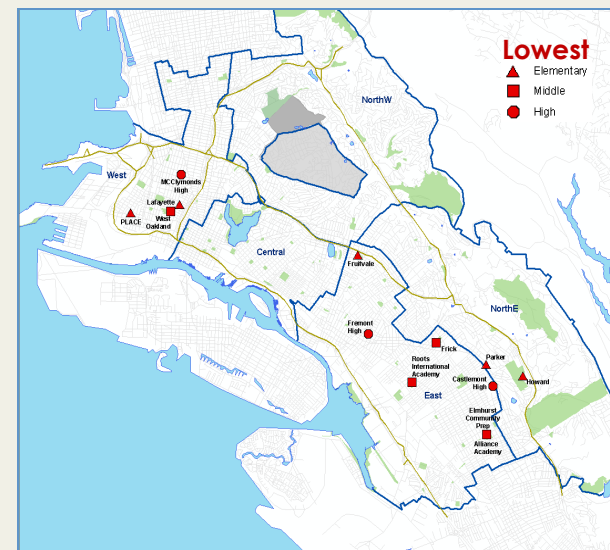 Lowest
Elementary
Middle
High
NorthW
West
MCClymonds
High
Lafayette
PLACE
West
Oakland
Central
Fruitvale
NorthE
Fremont
High
Frick
Roots
International
Academy
Parker
Castlemont
High
Howard
East
Elmhurst
Community
Prep
Alliance
Academy